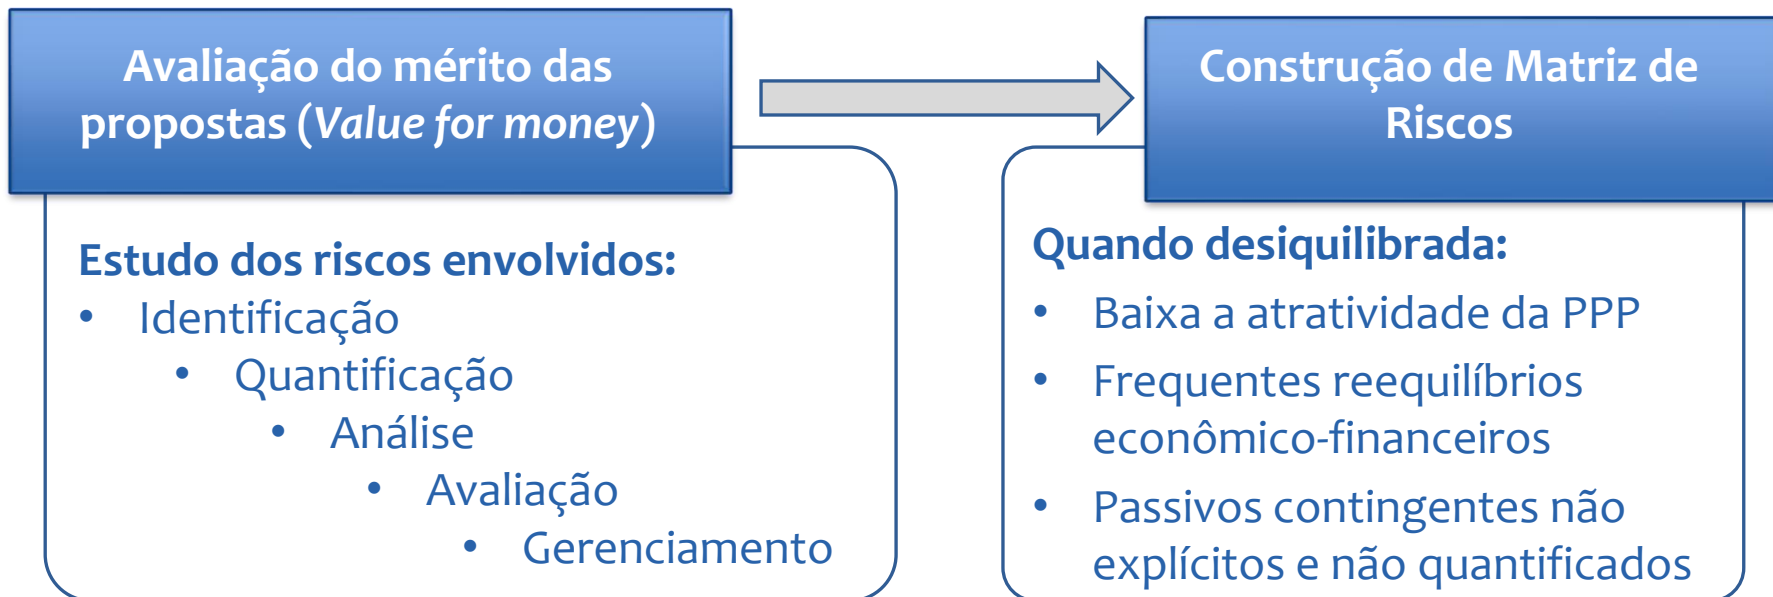 Avaliação do mérito das
propostas (Value for money)
Estudo dos riscos envolvidos:
• Identificação
• Quantificação
• Análise
• Avaliação
• Gerenciamento
Construção de Matriz de
Riscos
Quando desiquilibrada:
• Baixa a atratividade da PPP
• Frequentes reequilíbrios
econômico-financeiros
• Passivos contingentes não
explícitos e não quantificados